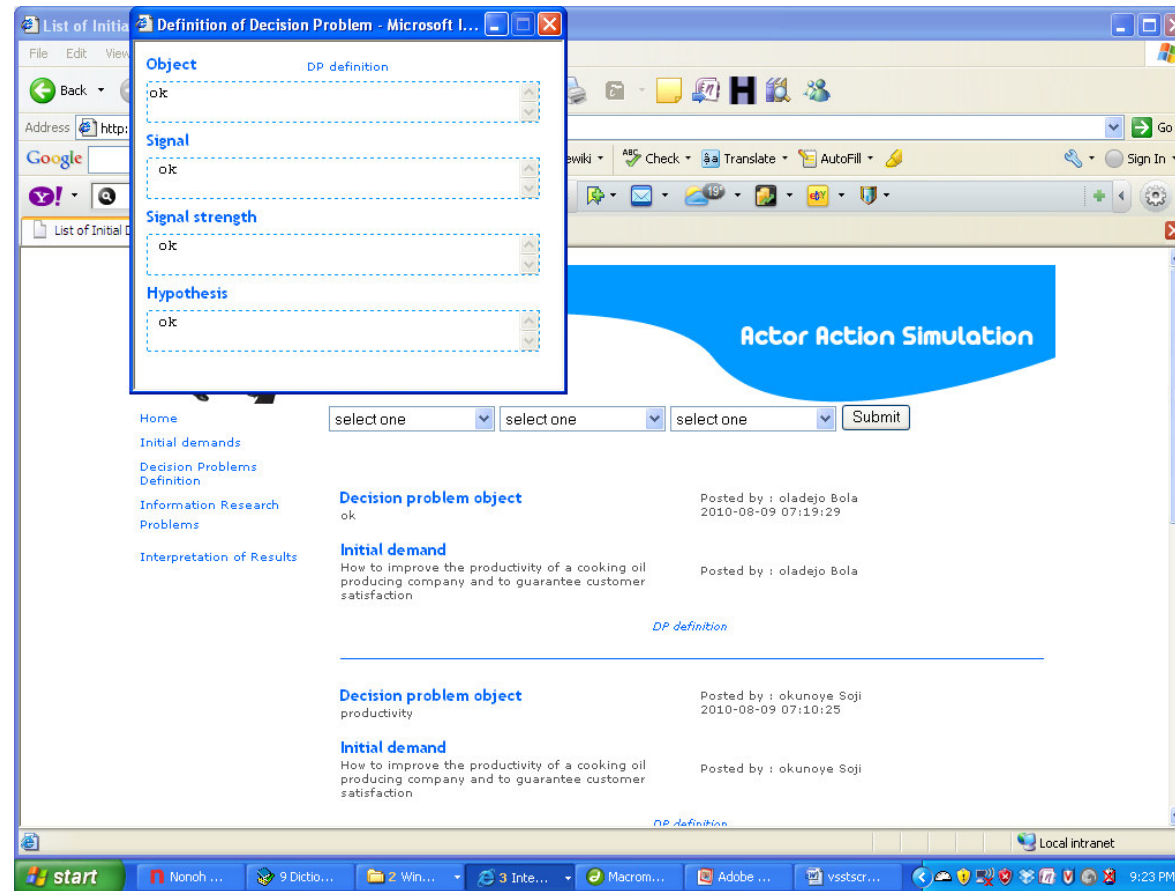 List of Initia
Definition of Decision Problem - Microsoft I...
File Edit View
Back
Address http:
Go
Google
ewiki
Check
Translate
AutoFill
Sign In
Y!
19°
ebY
List of Initial D
Object
DP definition
ok
Signal
ok
Signal strength
ok
Hypothesis
ok
Actor Action Simulation
select one select one select one Submit
Home
Initial demands
Decision Problems
Definition
Information Research
Problems
Interpretation of Results
Decision problem object
ok
Posted by : oladejo Bola
2010-08-09 07:19:29
Initial demand
How to improve the productivity of a cooking oil
producing company and to guarantee customer
satisfaction
Posted by : oladejo Bola
DP definition
Decision problem object
productivity
Posted by : okunoye Soji
2010-08-09 07:10:25
Initial demand
How to improve the productivity of a cooking oil
producing company and to guarantee customer
satisfaction
Posted by : okunoye Soji
DP definition
Local intranet
start
Nonoh ...
9 Dictio...
2 Win...
3 Inte...
Macrom...
Adobe ...
vsstscr...
9:23 PM